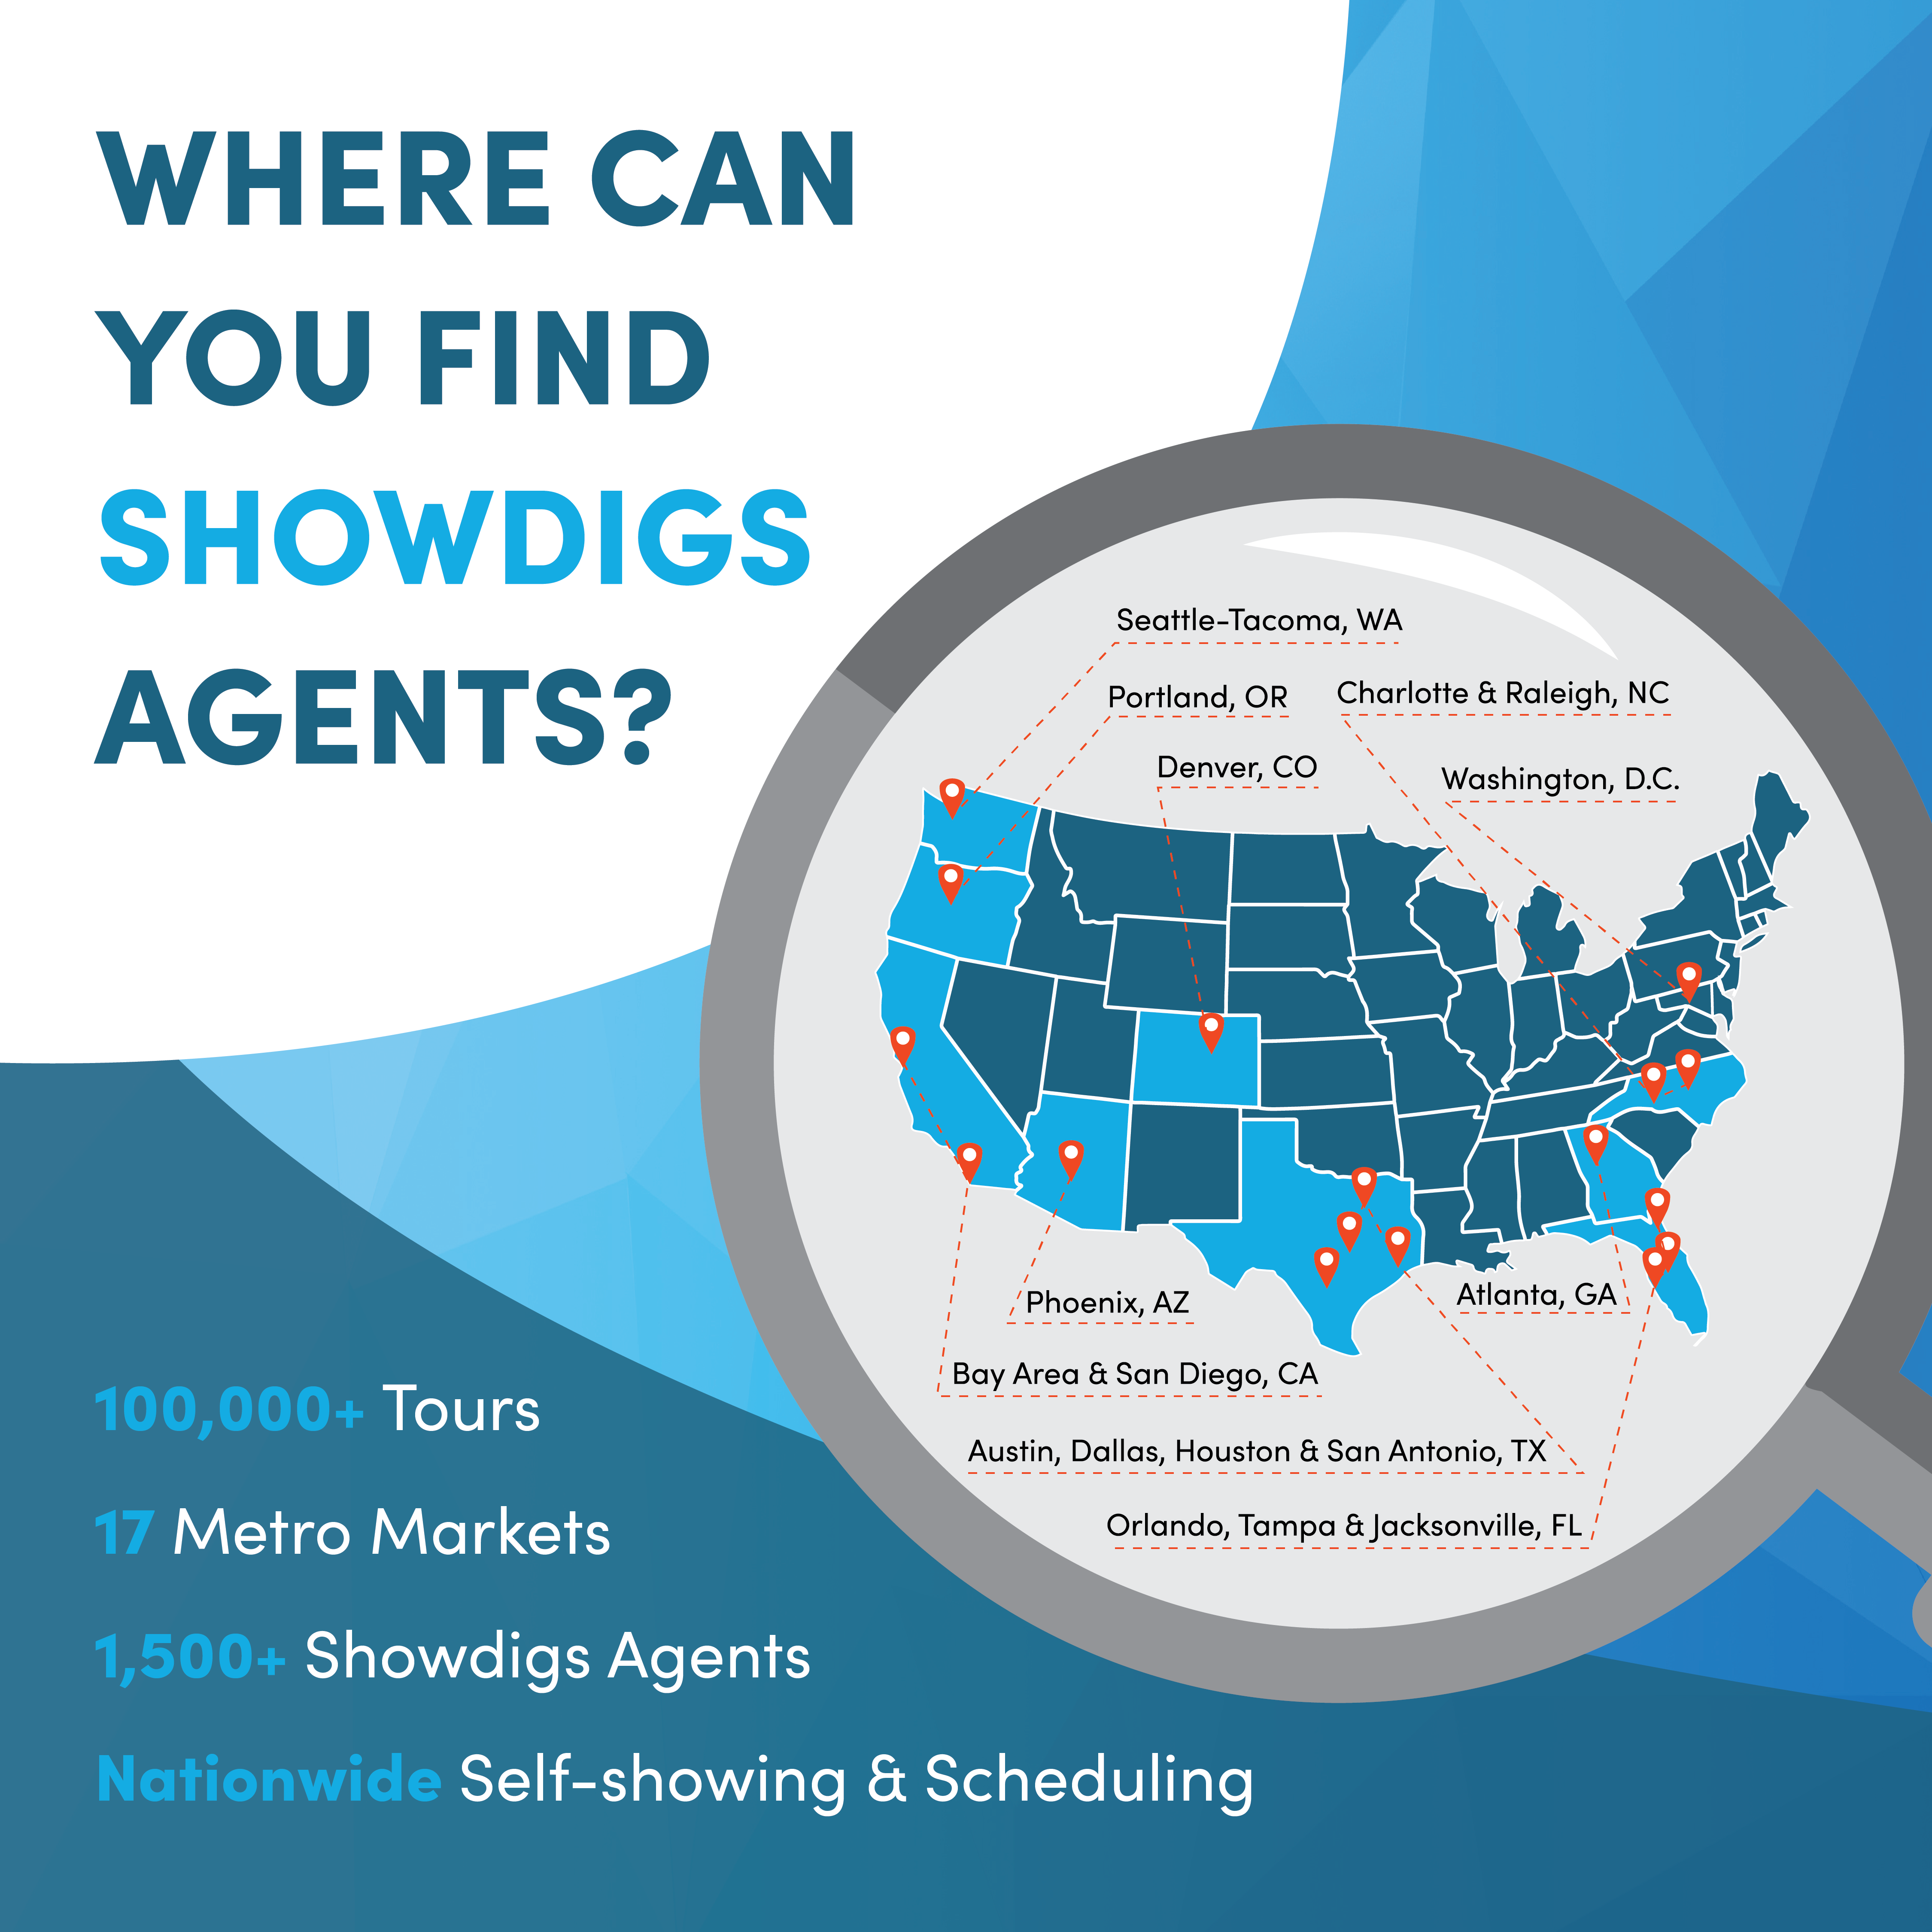 WHERE CAN
YOU FIND
SHOWDIGS
AGENTS?
Seattle-Tacoma, WA
Portland, OR
Charlotte & Raleigh, NC
Denver, CO
Washington, D.C.
Atlanta, GA
Phoenix, AZ
Bay Area & San Diego, CA
Austin, Dallas, Houston & San Antonio, TX
Orlando, Tampa & Jacksonville, FL
100,000+ Tours
17 Metro Markets
1,500+ Showdigs Agents
Nationwide Self-showing & Scheduling